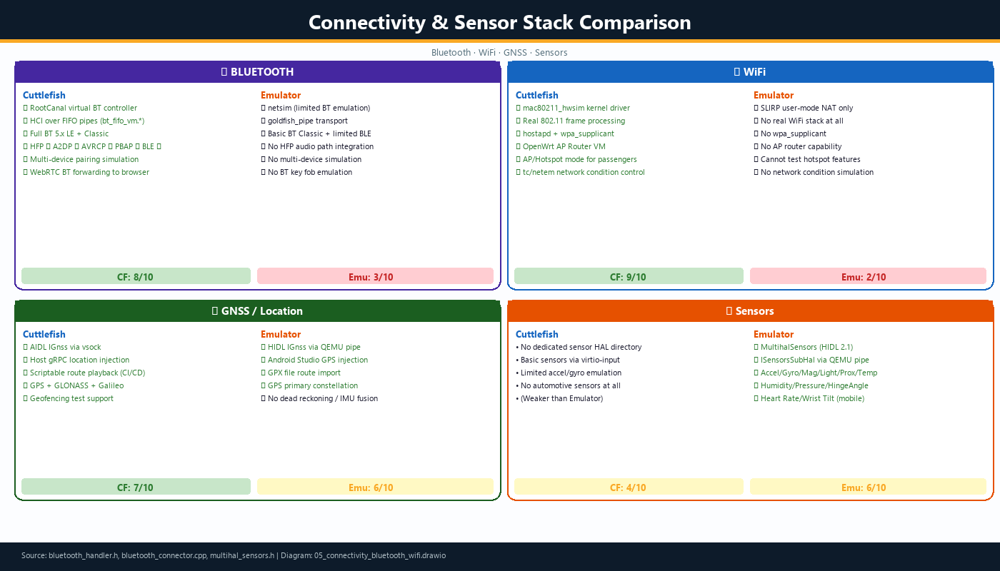 Connectivity & Sensor Stack Comparison
Bluetooth · WiFi · GNSS · Sensors
BLUETOOTH
Cuttlefish
RootCanal virtual BT controller
HCI over FIFO pipes (bt_fifo_vm.*)
Full BT 5.x LE + Classic
HFP A2DP AVRCP PBAP BLE
Multi-device pairing simulation
WebRTC BT forwarding to browser
Emulator
netsim (limited BT emulation)
goldfish_pipe transport
Basic BT Classic + limited BLE
No HFP audio path integration
No multi-device simulation
No BT key fob emulation
CF: 8/10
Emu: 3/10
WiFi
Cuttlefish
mac80211_hwsim kernel driver
Real 802.11 frame processing
hostapd + wpa_supplicant
OpenWrt AP Router VM
AP/Hotspot mode for passengers
tc/netem network condition control
Emulator
SLIRP user-mode NAT only
No real WiFi stack at all
No wpa_supplicant
No AP router capability
Cannot test hotspot features
No network condition simulation
CF: 9/10
Emu: 2/10
GNSS / Location
Cuttlefish
AIDL IGnss via vsock
Host gRPC location injection
Scriptable route playback (CI/CD)
GPS + GLONASS + Galileo
Geofencing test support
Emulator
HIDL IGnss via QEMU pipe
Android Studio GPS injection
GPX file route import
GPS primary constellation
No dead reckoning / IMU fusion
CF: 7/10
Emu: 6/10
Sensors
Cuttlefish
• No dedicated sensor HAL directory
• Basic sensors via virtio-input
• Limited accel/gyro emulation
• No automotive sensors at all
• (Weaker than Emulator)
Emulator
MultihalSensors (HIDL 2.1)
ISensorsSubHal via QEMU pipe
Accel/Gyro/Mag/Light/Prox/Temp
Humidity/Pressure/HingeAngle
Heart Rate/Wrist Tilt (mobile)
CF: 4/10
Emu: 6/10
Source: bluetooth_handler.h, bluetooth_connector.cpp, multihal_sensors.h | Diagram: 05_connectivity_bluetooth_wifi.drawio